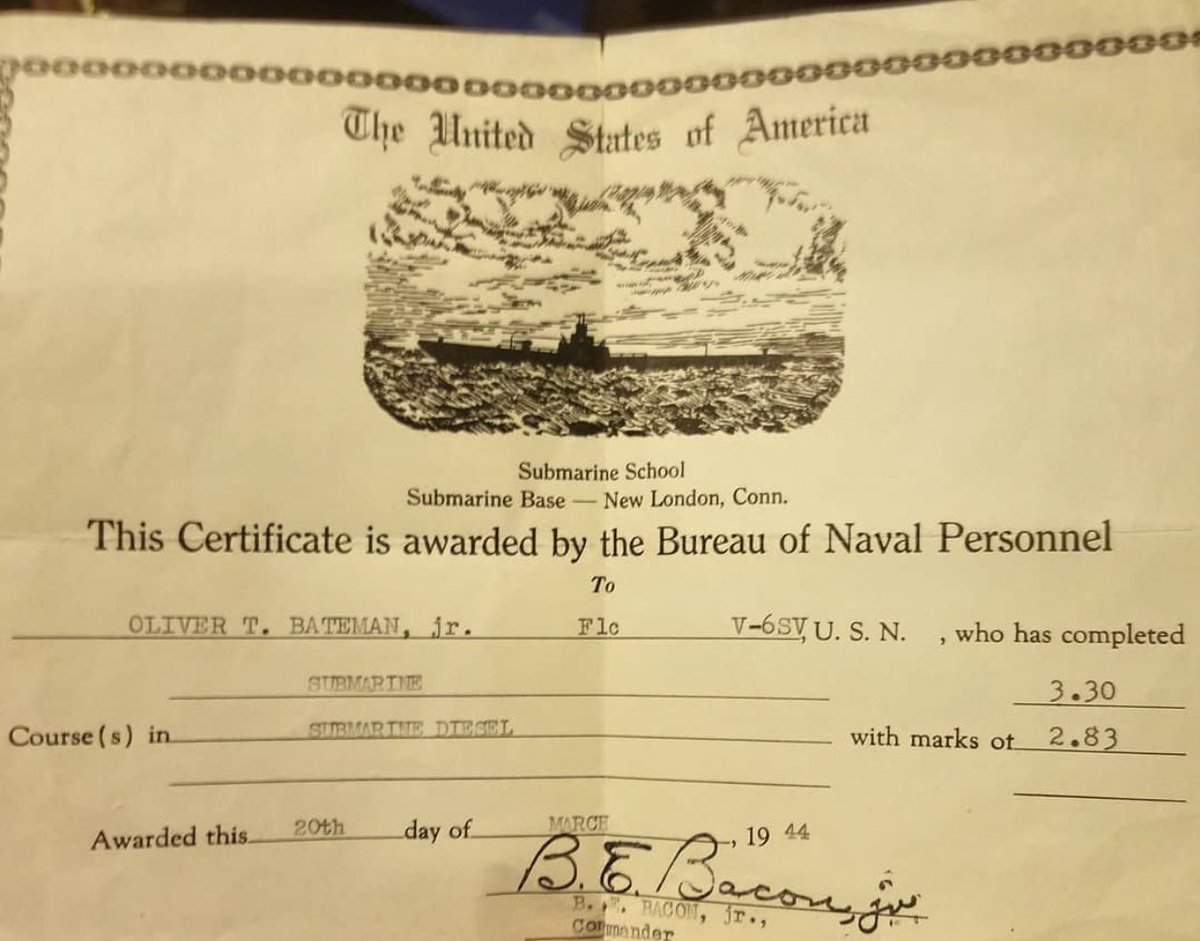 The United States of America
Submarine School
Submarine Base — New London, Conn.
This Certificate is awarded by the Bureau of Naval Personnel
To
OLIVER T. BATEMAN, jr. F1c V-6SV, U. S. N. , who has completed
SUBMARINE 3.30
Course(s) in SUBMARINE DIESEL with marks of 2.83
Awarded this 20th day of MARCH, 19 44
B. E. Bacon, jr.
B. E. BACON, jr.,
Commander